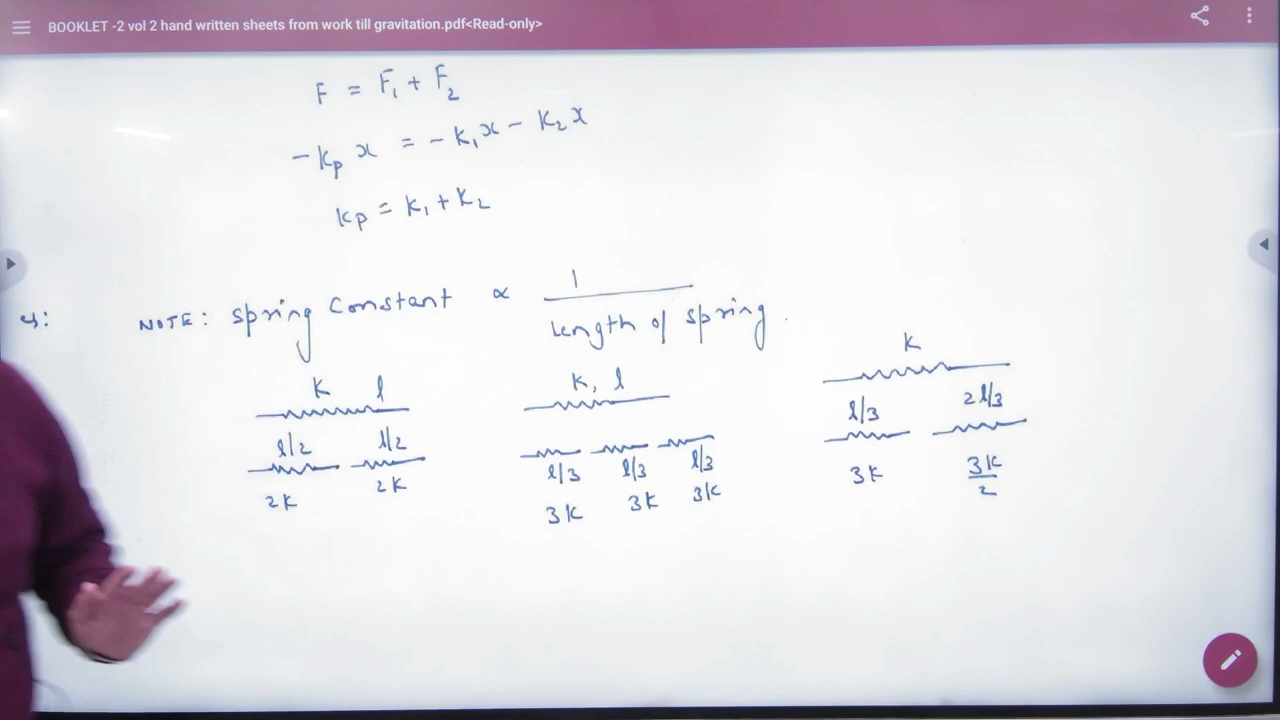 BOOKLET -2 vol 2 hand written sheets from work till gravitation.pdf<Read-only>
F = F₁ + F₂
-Kp x = -K₁x - K₂x
Kp = K₁ + K₂
4: NOTE: Spring Constant ∝ 1 / Length of spring.
K l
l/2 l/2
2K 2K
K, l
l/3 l/3 l/3
3K 3K 3K
K
l/3 2l/3
3K 3K/2